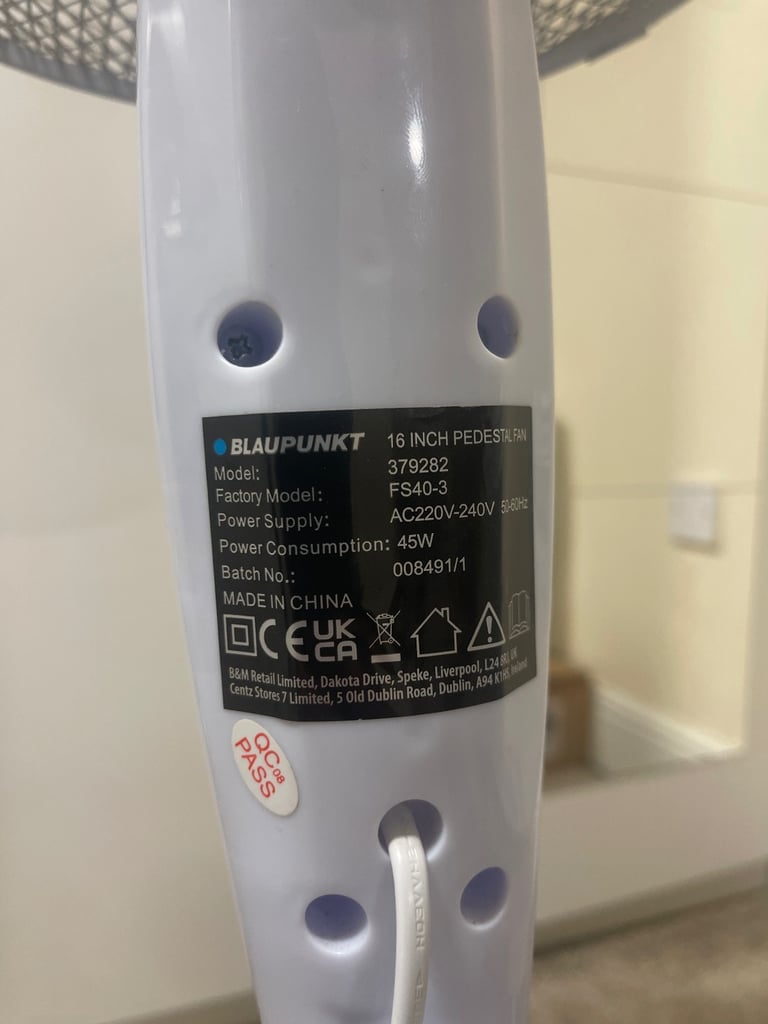 BLAUPUNKT 16 INCH PEDESTAL FAN
Model: 379282
Factory Model: FS40-3
Power Supply: AC220V-240V 50-60Hz
Power Consumption: 45W
Batch No.: 008491/1
MADE IN CHINA
CE UK CA
B&M Retail Limited, Dakota Drive, Speke, Liverpool, L24 8RJ, UK
Centz Stores 7 Limited, 5 Old Dublin Road, Dublin, A94 K1H5, Ireland
QC 08
PASS